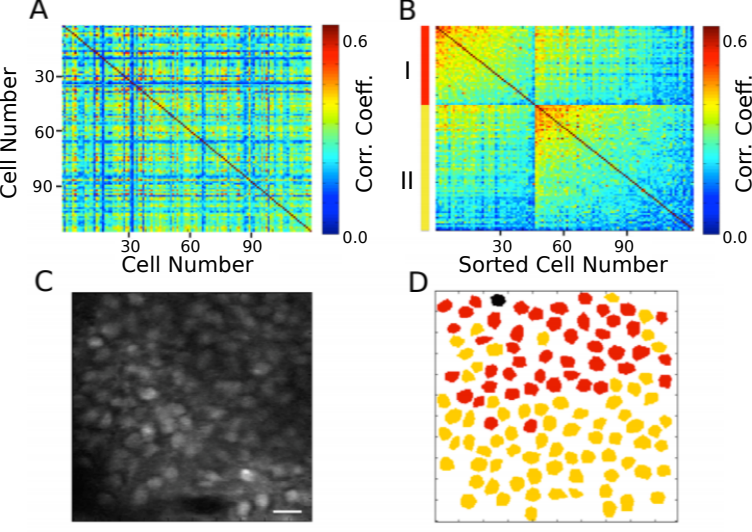 A
B
0.6
0.6
30
60
90
Cell Number
Corr. Coeff.
I
II
Corr. Coeff.
0.0
0.0
30 60 90
30 60 90
Cell Number
Sorted Cell Number
C
D